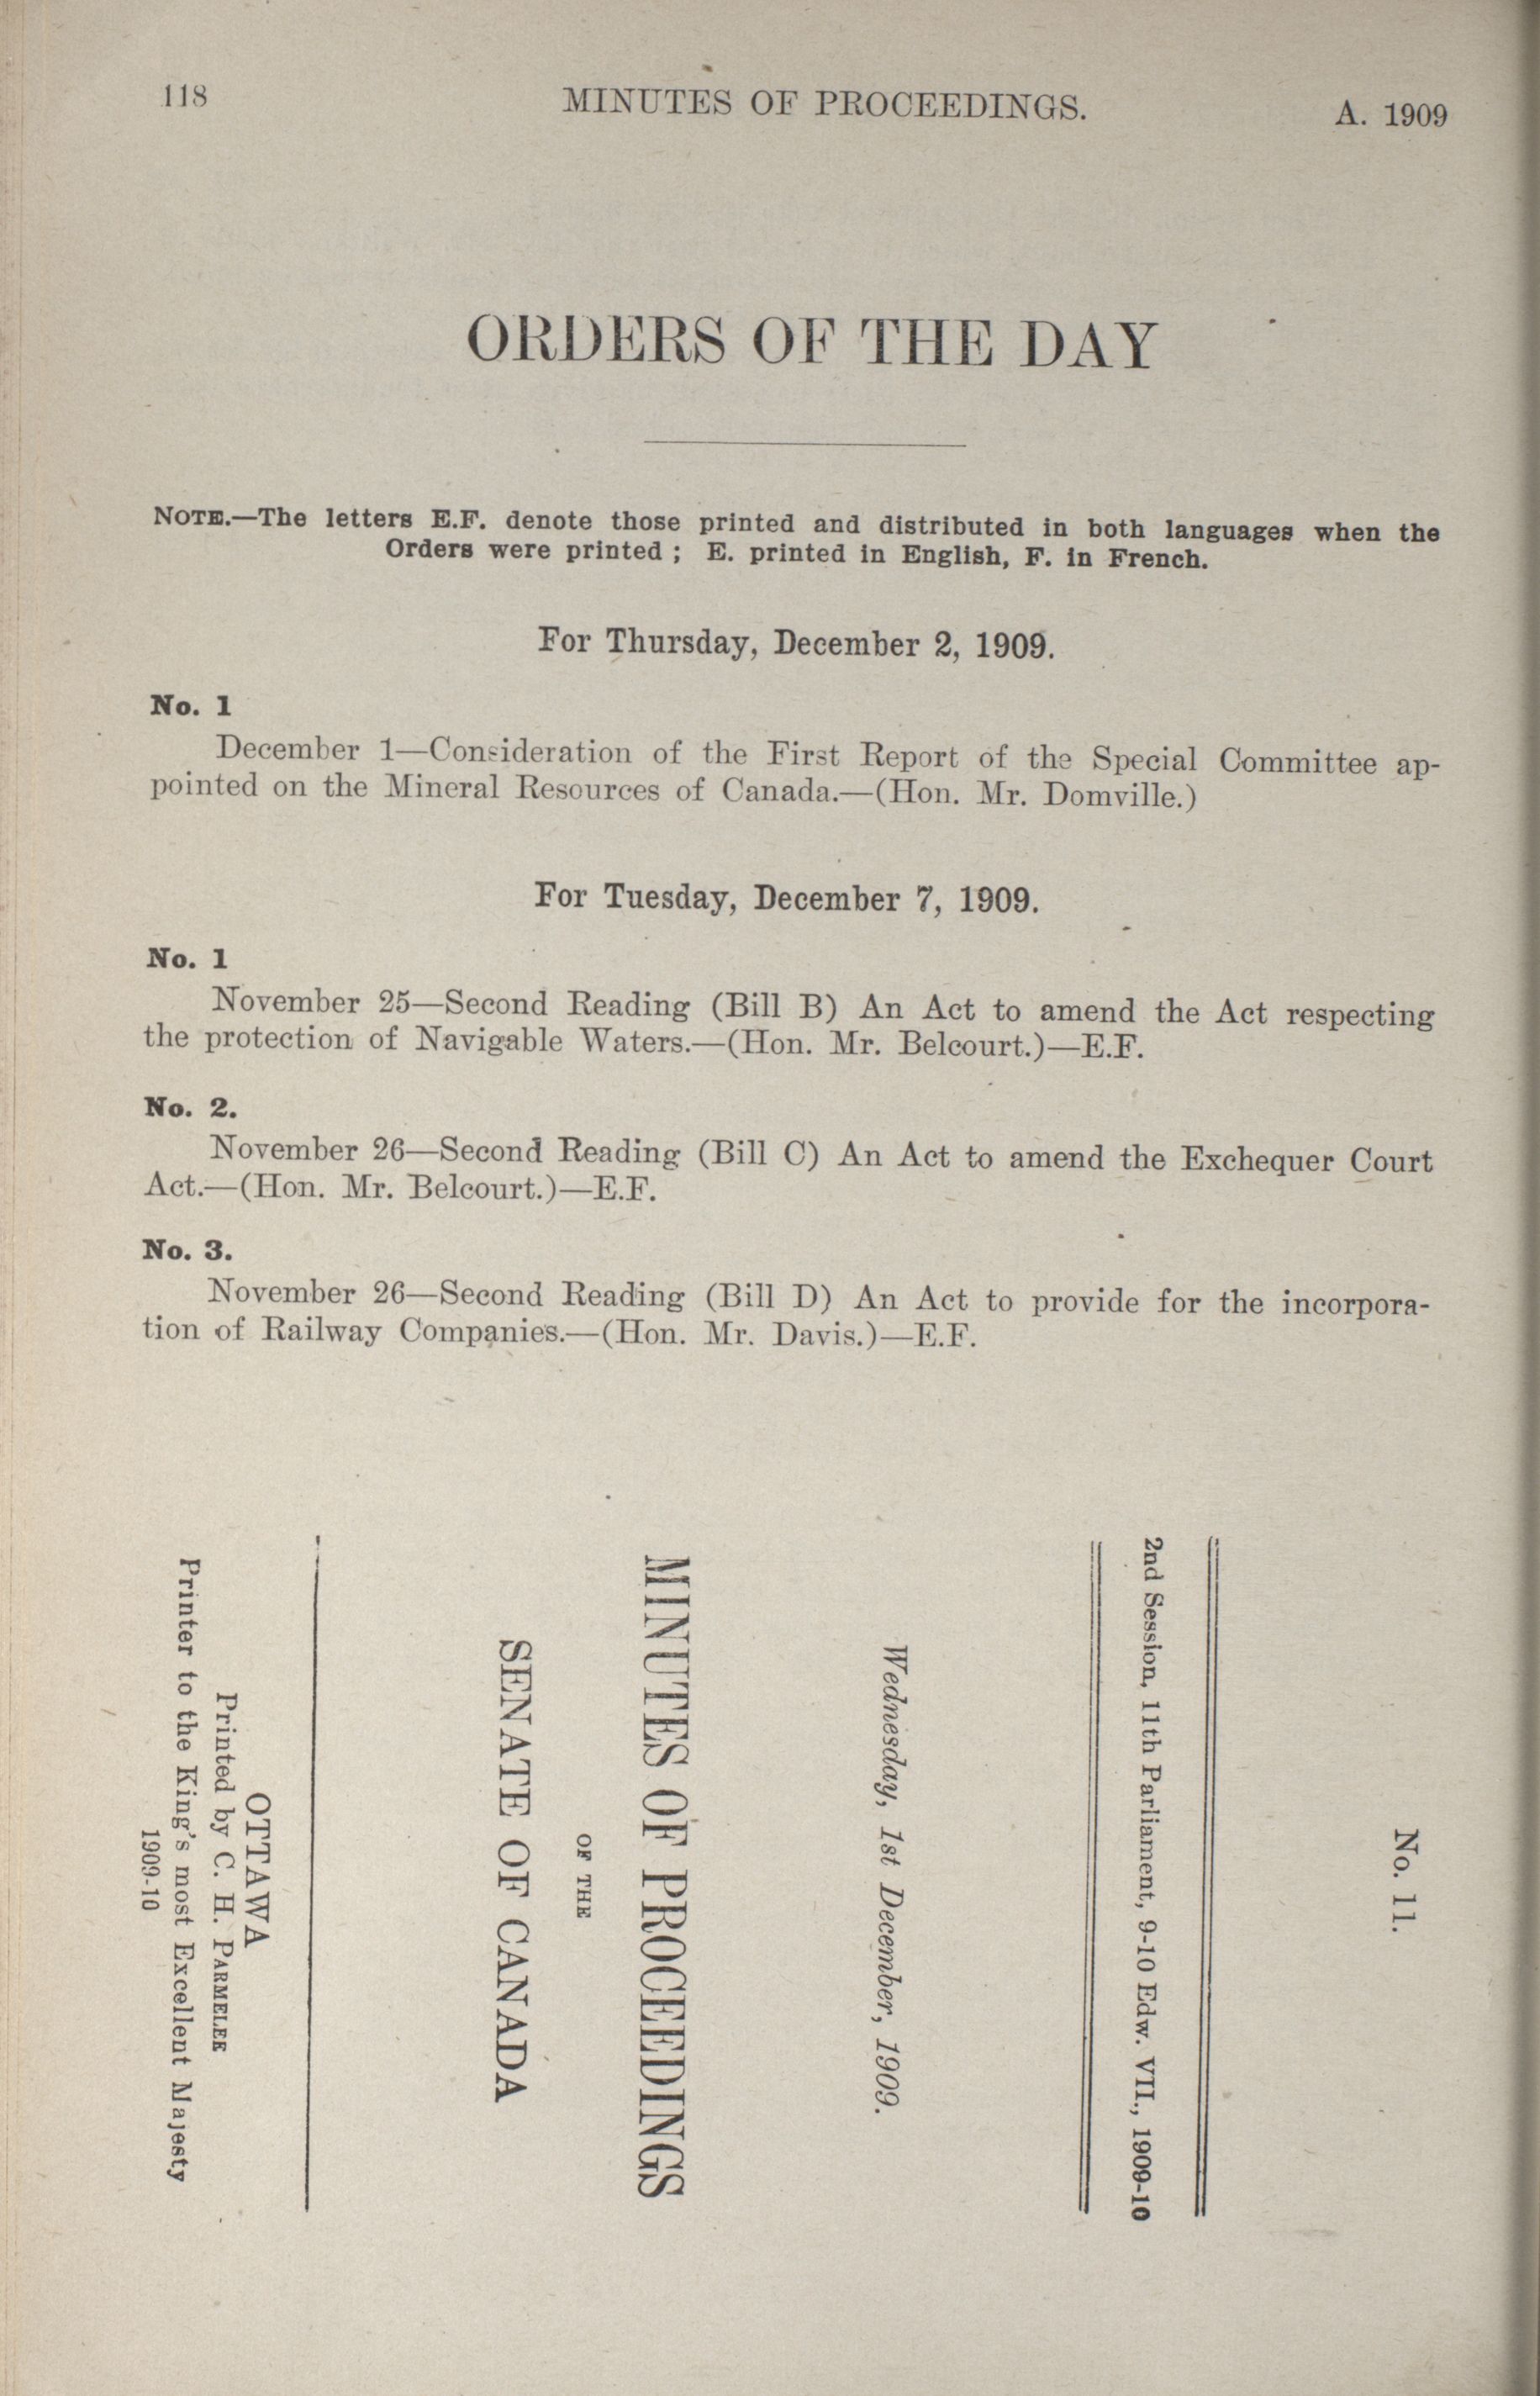 118
MINUTES OF PROCEEDINGS.
A. 1909
ORDERS OF THE DAY
NOTE.—The letters E.F. denote those printed and distributed in both languages when the
Orders were printed ; E. printed in English, F. in French.
For Thursday, December 2, 1909.
No. 1
December 1—Consideration of the First Report of the Special Committee ap-
pointed on the Mineral Resources of Canada.—(Hon. Mr. Domville.)
For Tuesday, December 7, 1909.
No. 1
November 25—Second Reading (Bill B) An Act to amend the Act respecting
the protection of Navigable Waters.—(Hon. Mr. Belcourt.)—E.F.
No. 2.
November 26—Second Reading (Bill C) An Act to amend the Exchequer Court
Act.—(Hon. Mr. Belcourt.)—E.F.
No. 3.
November 26—Second Reading (Bill D) An Act to provide for the incorpora-
tion of Railway Companies.—(Hon. Mr. Davis.)—E.F.
No. 11.
2nd Session, 11th Parliament, 9-10 Edw. VII., 1909-10
Wednesday, 1st December, 1909.
MINUTES OF PROCEEDINGS
OF THE
SENATE OF CANADA
OTTAWA
Printed by C. H. PARMELEE
Printer to the King's most Excellent Majesty
1909-10